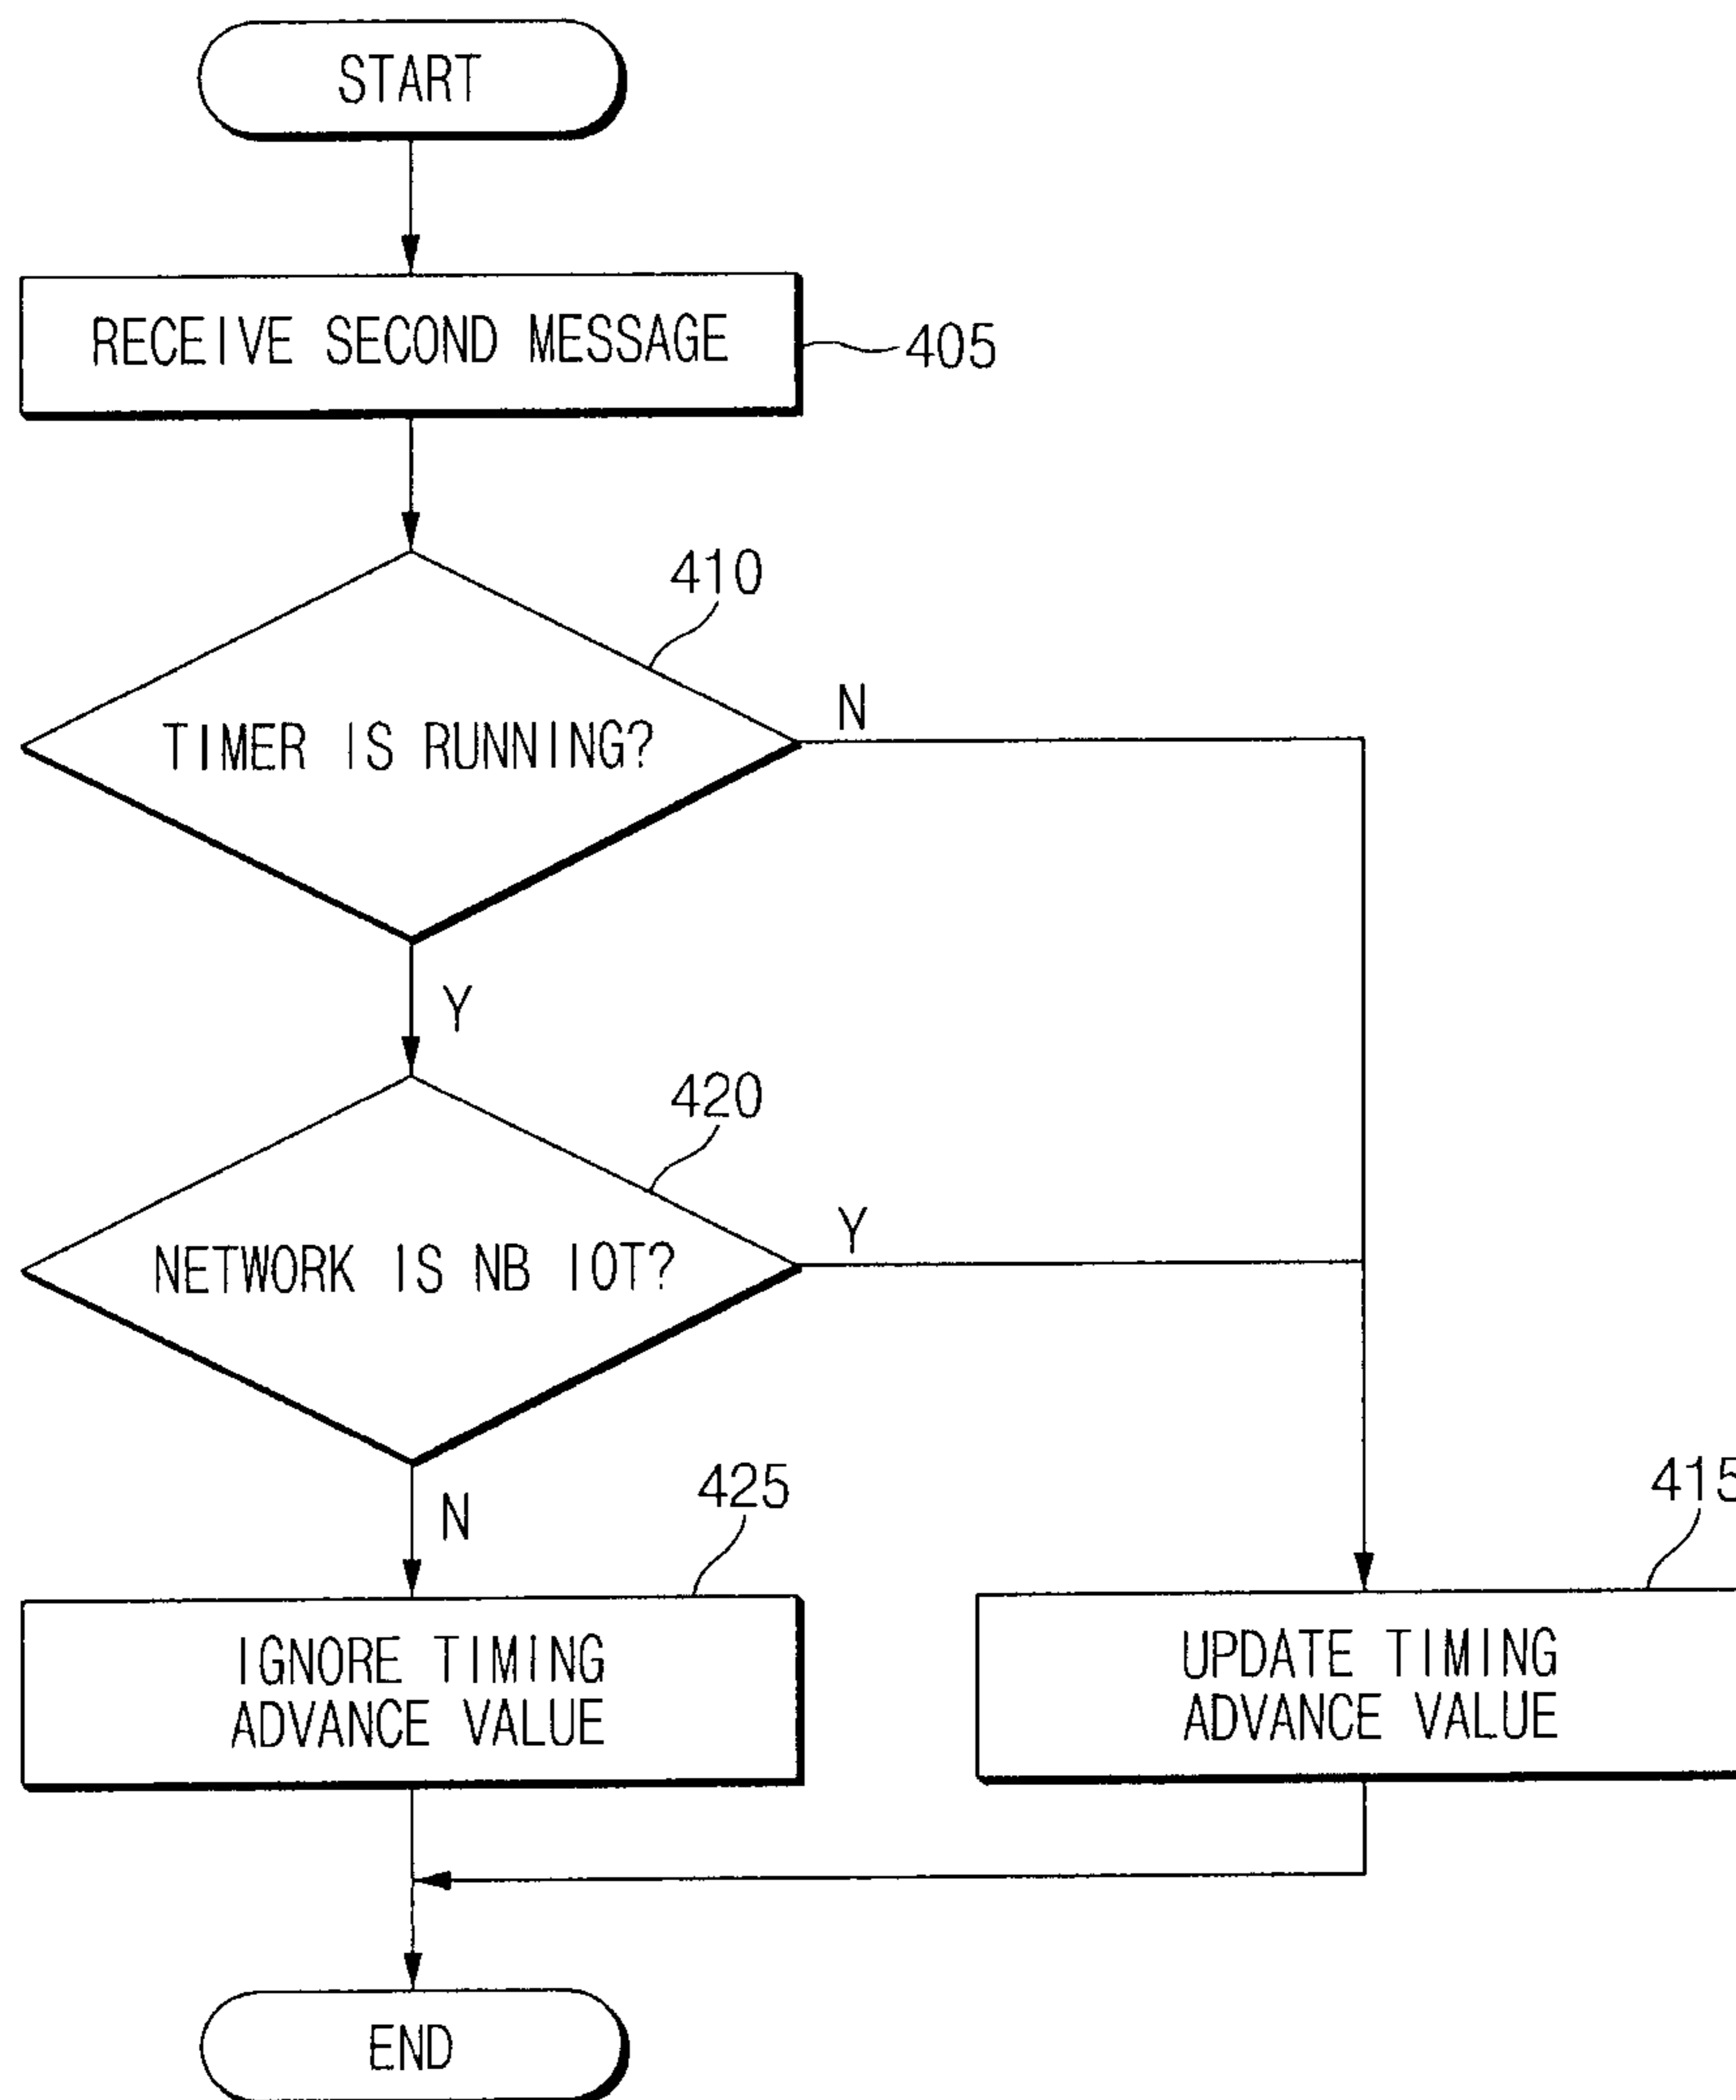 START
RECEIVE SECOND MESSAGE
405
410
TIMER IS RUNNING?
N
Y
420
NETWORK IS NB IOT?
Y
N
425
415
IGNORE TIMING
ADVANCE VALUE
UPDATE TIMING
ADVANCE VALUE
END